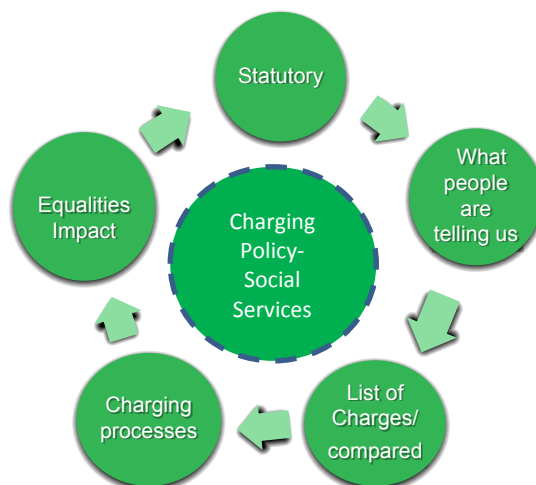 Statutory
What
people
are
telling us
List of
Charges/
compared
Charging
processes
Equalities
Impact
Charging
Policy-
Social
Services